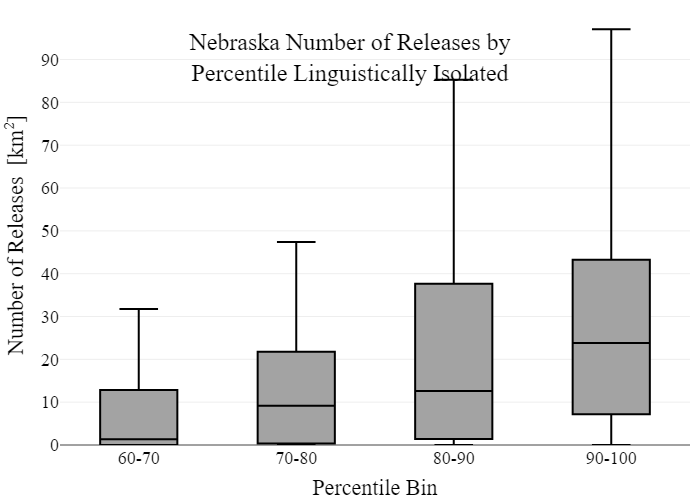 Nebraska Number of Releases by
Percentile Linguistically Isolated
Number of Releases [km²]
90
80
70
60
50
40
30
20
10
0
60-70 70-80 80-90 90-100
Percentile Bin